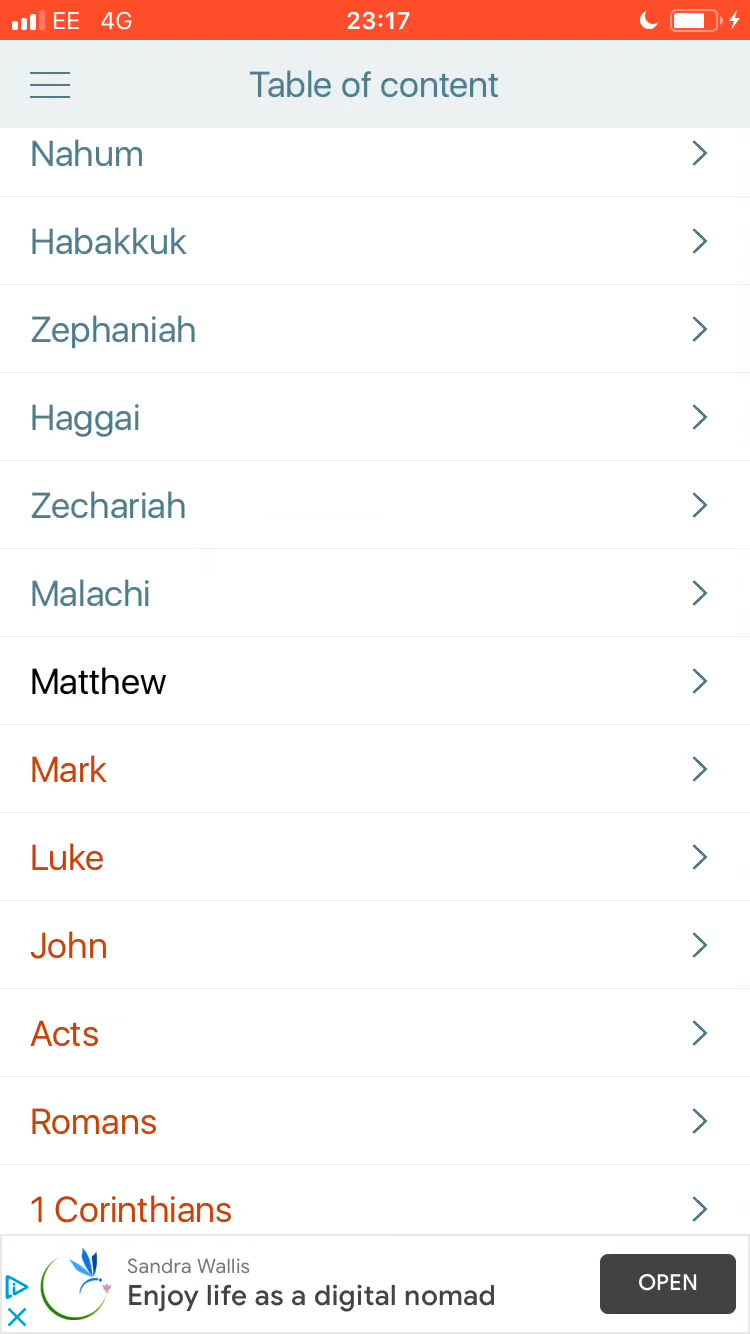 EE 4G 23:17
Table of content
Nahum
Habakkuk
Zephaniah
Haggai
Zechariah
Malachi
Matthew
Mark
Luke
John
Acts
Romans
1 Corinthians
Sandra Wallis
Enjoy life as a digital nomad
OPEN